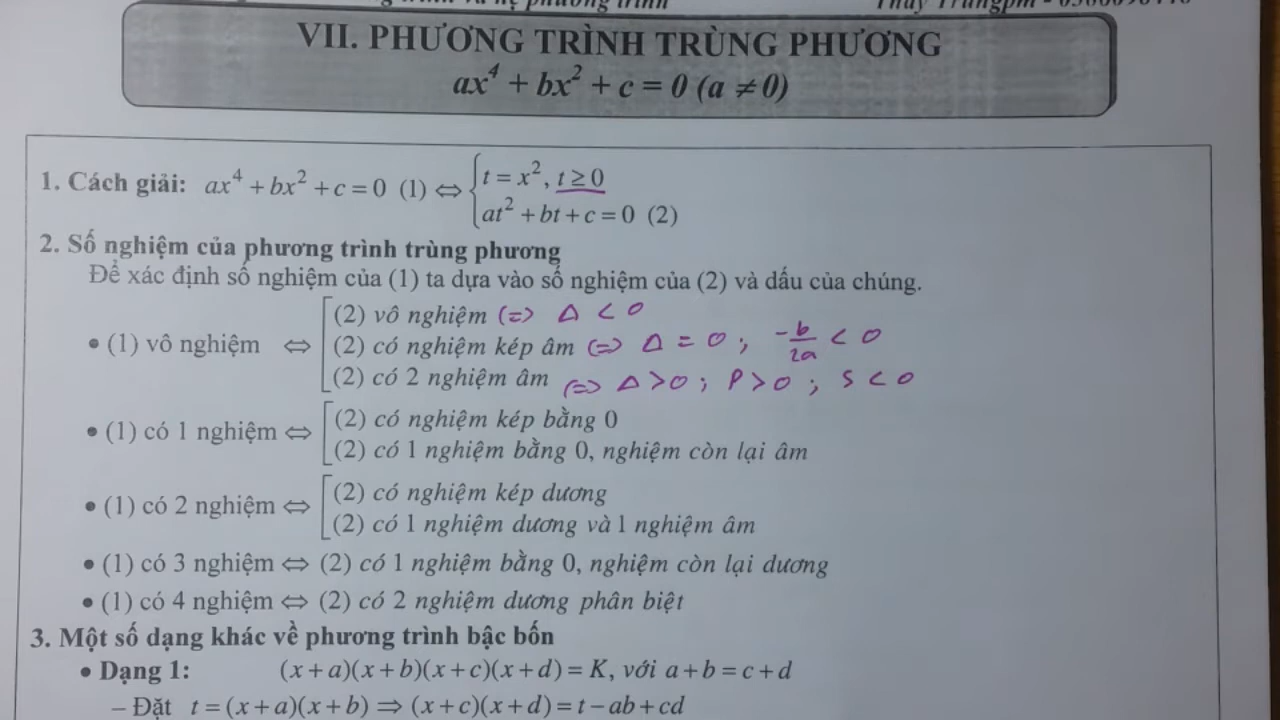 VII. PHƯƠNG TRÌNH TRÙNG PHƯƠNG
ax⁴ + bx² + c = 0 (a ≠ 0)
1. Cách giải: ax⁴ + bx² + c = 0 (1) ⇔ { t = x², t ≥ 0
at² + bt + c = 0 (2)
2. Số nghiệm của phương trình trùng phương
Để xác định số nghiệm của (1) ta dựa vào số nghiệm của (2) và dấu của chúng.
• (1) vô nghiệm ⇔ [ (2) vô nghiệm (=> Δ < 0
(2) có nghiệm kép âm (=> Δ = 0 ; -b/2a < 0
(2) có 2 nghiệm âm (=> Δ > 0 ; P > 0 ; S < 0
• (1) có 1 nghiệm ⇔ [ (2) có nghiệm kép bằng 0
(2) có 1 nghiệm bằng 0, nghiệm còn lại âm
• (1) có 2 nghiệm ⇔ [ (2) có nghiệm kép dương
(2) có 1 nghiệm dương và 1 nghiệm âm
• (1) có 3 nghiệm ⇔ (2) có 1 nghiệm bằng 0, nghiệm còn lại dương
• (1) có 4 nghiệm ⇔ (2) có 2 nghiệm dương phân biệt
3. Một số dạng khác về phương trình bậc bốn
• Dạng 1: (x + a)(x + b)(x + c)(x + d) = K, với a + b = c + d
– Đặt t = (x + a)(x + b) ⇒ (x + c)(x + d) = t − ab + cd